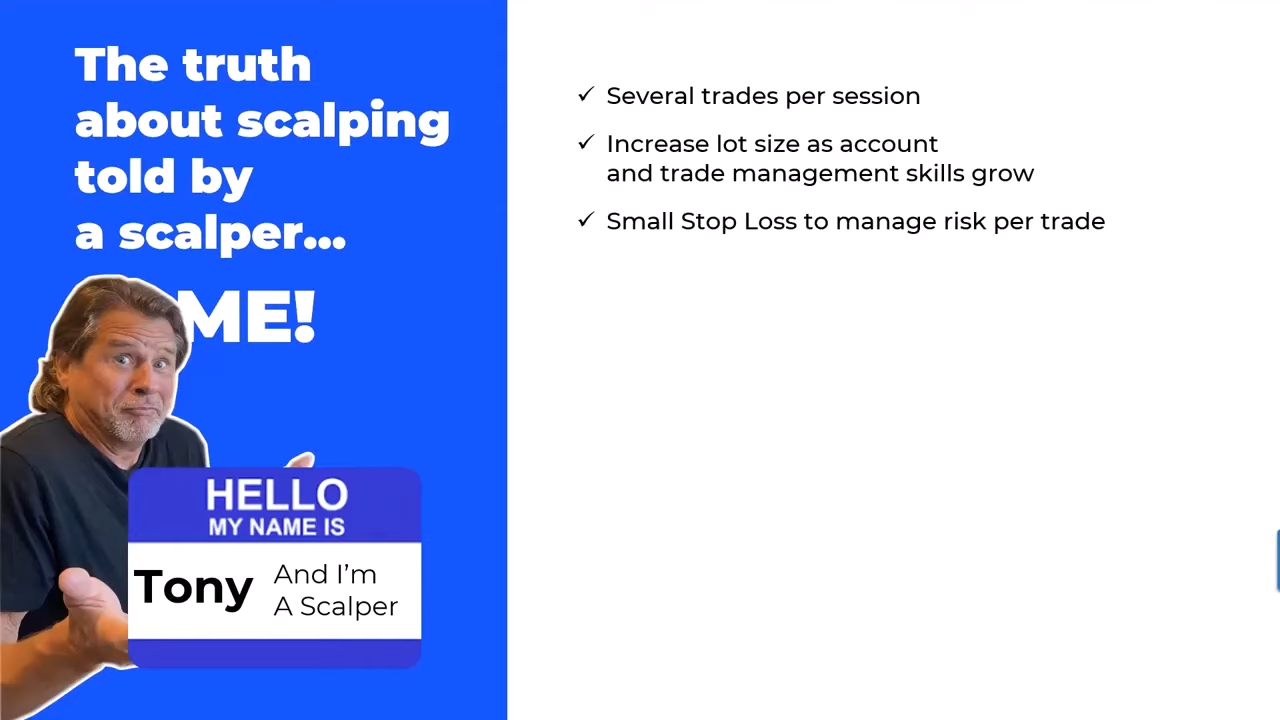 The truth
about scalping
told by
a scalper...
ME!
HELLO
MY NAME IS
Tony
And I’m
A Scalper
✓ Several trades per session
✓ Increase lot size as account
and trade management skills grow
✓ Small Stop Loss to manage risk per trade